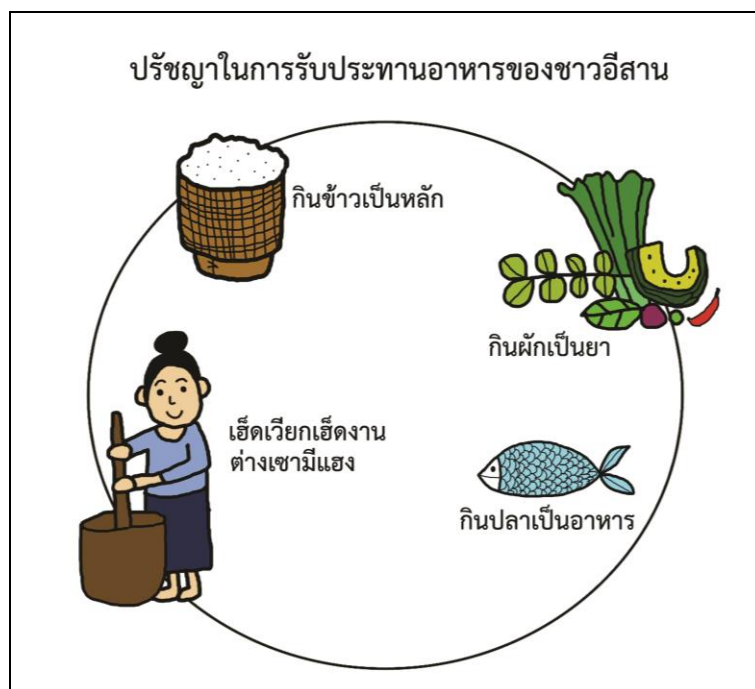 ปรัชญาในการรับประทานอาหารของชาวอีสาน
กินข้าวเป็นหลัก
กินผักเป็นยา
เฮ็ดเวียกเฮ็ดงาน
ต่างเซามีแฮง
กินปลาเป็นอาหาร